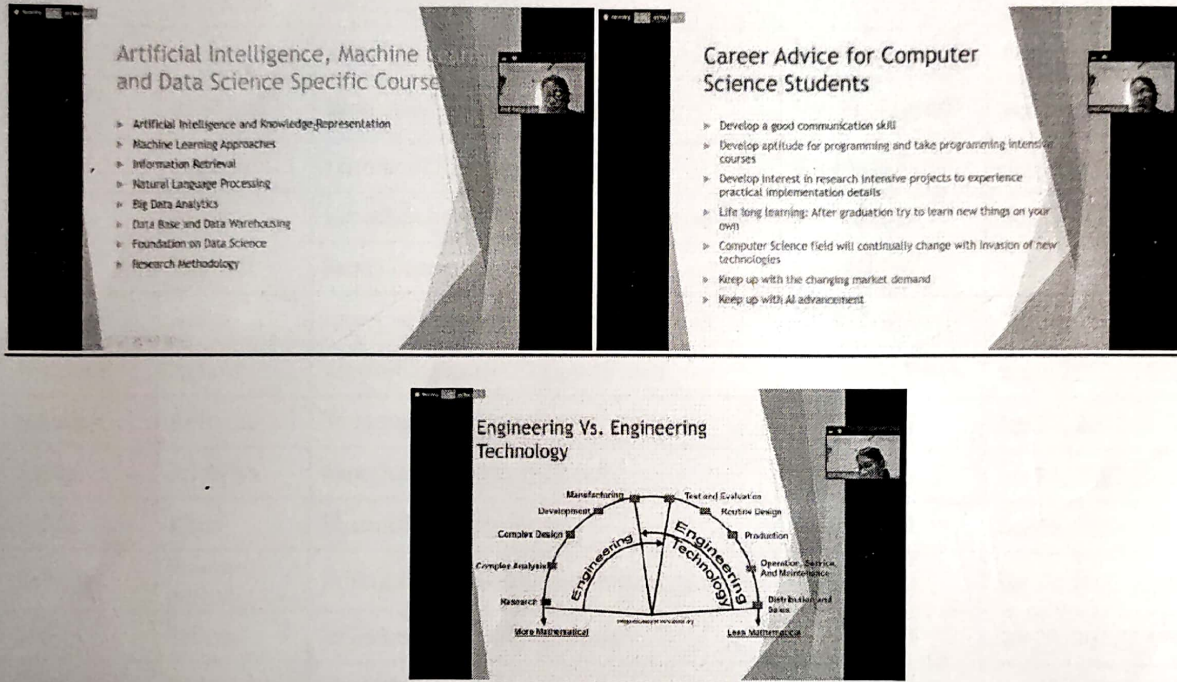 Artificial Intelligence, Machine Learn
and Data Science Specific Course
Artificial Intelligence and Knowledge Representation
Machine Learning Approaches
Information Retrieval
Natural Language Processing
Big Data Analytics
Data Base and Data Warehousing
Foundation on Data Science
Research Methodology
Career Advice for Computer
Science Students
Develop a good communication skill
Develop aptitude for programming and take programming intensive
courses
Develop interest in research intensive projects to experience
practical implementation details
Life long learning: After graduation try to learn new things on your
own
Computer Science field will continually change with invasion of new
technologies
Keep up with the changing market demand
Keep up with AI advancement
Engineering Vs. Engineering
Technology
Manufacturing
Test and Evaluation
Development
Routine Design
Complex Design
Production
Engineering
Engineering
Technology
Complex Analysis
Operation, Service,
And Maintenance
Research
Distribution and
Sales
More Mathematical
Less Mathematical